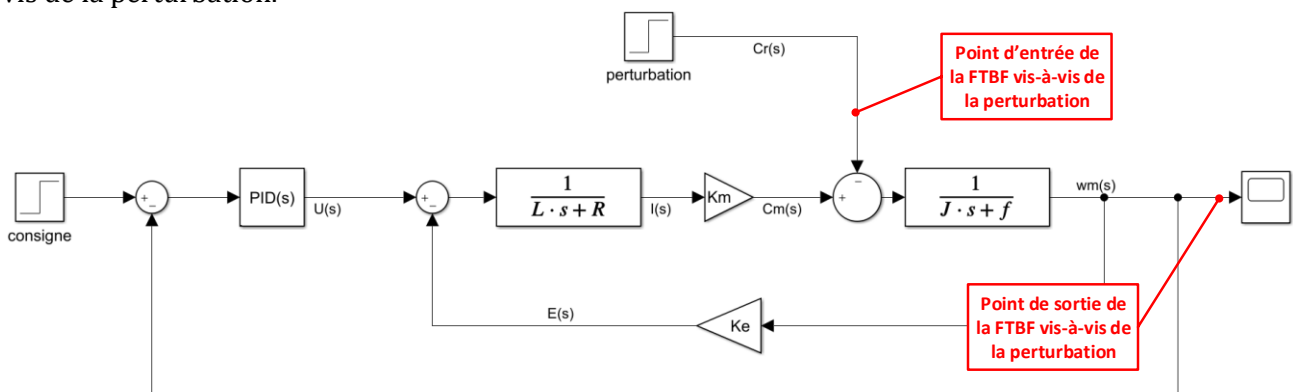 vis de la perturbation.
perturbation
Cr(s)
Point d'entrée de
la FTBF vis-à-vis de
la perturbation
consigne
+
−
PID(s)
U(s)
+
−
1
L · s + R
I(s)
Km
Cm(s)
+
−
1
J · s + f
wm(s)
E(s)
Ke
Point de sortie de
la FTBF vis-à-vis de
la perturbation